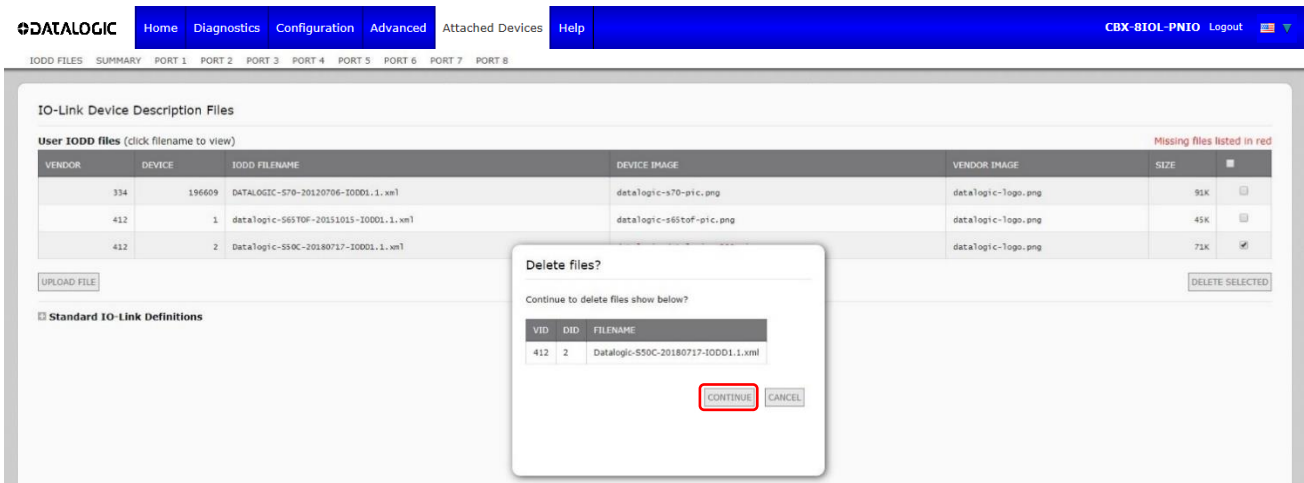 DATALOGIC Home Diagnostics Configuration Advanced Attached Devices Help CBX-8IOL-PNIO Logout
IODD FILES SUMMARY PORT 1 PORT 2 PORT 3 PORT 4 PORT 5 PORT 6 PORT 7 PORT 8
IO-Link Device Description Files
User IODD files (click filename to view) Missing files listed in red
VENDOR DEVICE IODD FILENAME DEVICE IMAGE VENDOR IMAGE SIZE
334 196609 DATALOGIC-S70-20120706-IODD1.1.xml datalogic-s70-pic.png datalogic-logo.png 91K
412 1 datalogic-S65TOF-20151015-IODD1.1.xml datalogic-s65tof-pic.png datalogic-logo.png 45K
412 2 Datalogic-S50C-20180717-IODD1.1.xml datalogic-logo.png 71K
UPLOAD FILE DELETE SELECTED
Standard IO-Link Definitions
Delete files?
Continue to delete files show below?
VID DID FILENAME
412 2 Datalogic-S50C-20180717-IODD1.1.xml
CONTINUE CANCEL